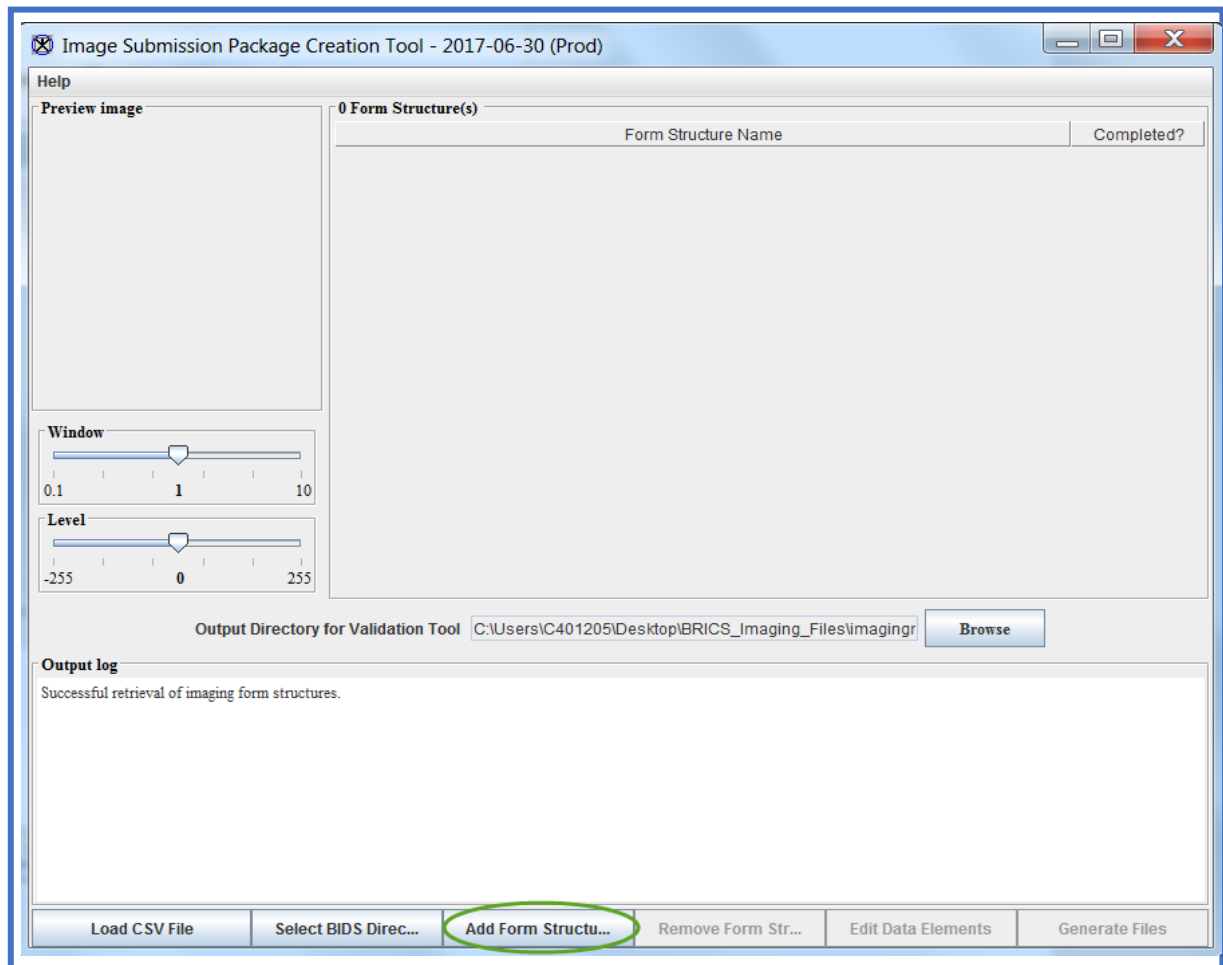 Image Submission Package Creation Tool - 2017-06-30 (Prod)
Help
Preview image
0 Form Structure(s)
Form Structure Name
Completed?
Window
0.1 1 10
Level
-255 0 255
Output Directory for Validation Tool C:\Users\C401205\Desktop\BRICS_Imaging_Files\imagingr Browse
Output log
Successful retrieval of imaging form structures.
Load CSV File Select BIDS Direc... Add Form Structu... Remove Form Str... Edit Data Elements Generate Files